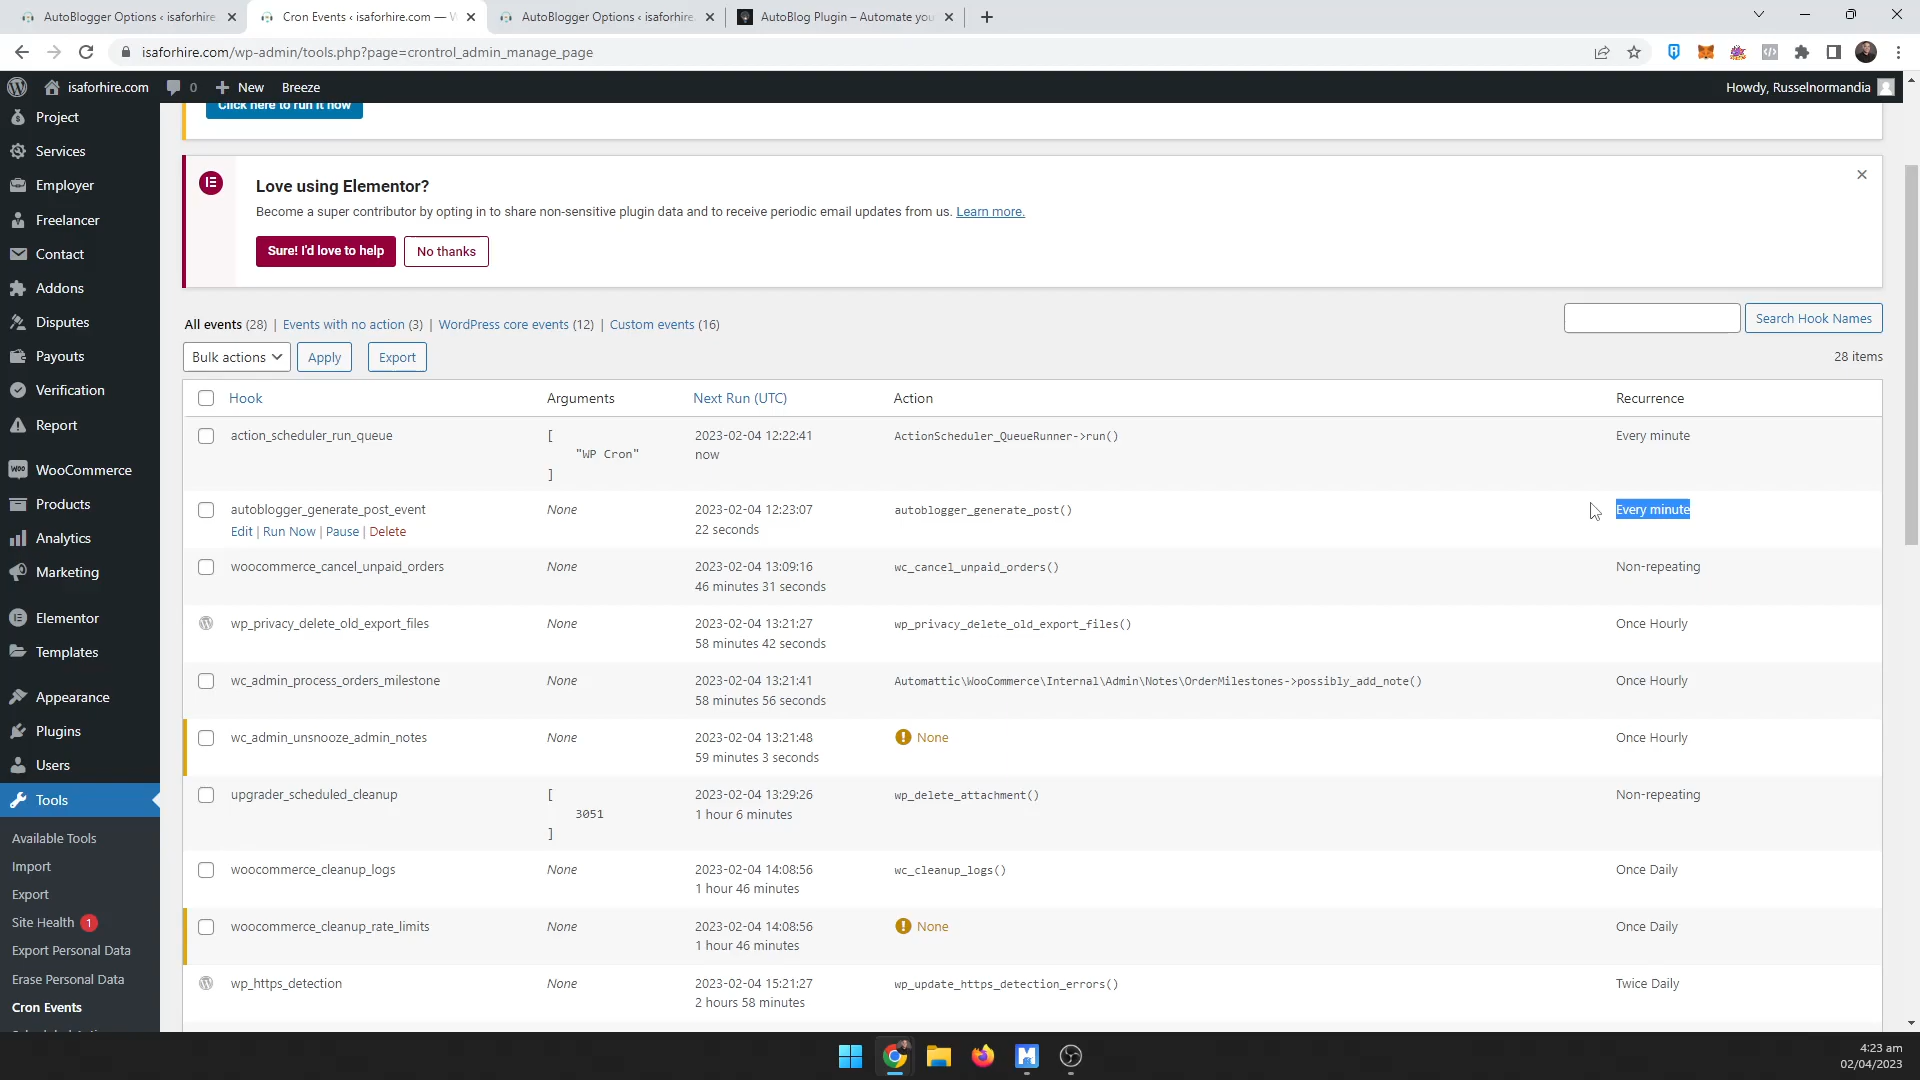 AutoBlogger Options ‹ isaforhire.
Cron Events ‹ isaforhire.com — W
AutoBlogger Options ‹ isaforhire.
AutoBlog Plugin – Automate you
isaforhire.com/wp-admin/tools.php?page=crontrol_admin_manage_page
isaforhire.com
0
New
Breeze
Howdy, Russelnormandia
Project
Services
Employer
Freelancer
Contact
Addons
Disputes
Payouts
Verification
Report
WooCommerce
Products
Analytics
Marketing
Elementor
Templates
Appearance
Plugins
Users
Tools
Available Tools
Import
Export
Site Health 1
Export Personal Data
Erase Personal Data
Cron Events
Click here to run it now
Love using Elementor?
Become a super contributor by opting in to share non-sensitive plugin data and to receive periodic email updates from us. Learn more.
Sure! I'd love to help
No thanks
All events (28) | Events with no action (3) | WordPress core events (12) | Custom events (16)
Search Hook Names
Bulk actions
Apply
Export
28 items
Hook Arguments Next Run (UTC) Action Recurrence
action_scheduler_run_queue [ 2023-02-04 12:22:41 ActionScheduler_QueueRunner->run() Every minute
"WP Cron" now
]
autoblogger_generate_post_event None 2023-02-04 12:23:07 autoblogger_generate_post() Every minute
Edit | Run Now | Pause | Delete 22 seconds
woocommerce_cancel_unpaid_orders None 2023-02-04 13:09:16 wc_cancel_unpaid_orders() Non-repeating
46 minutes 31 seconds
wp_privacy_delete_old_export_files None 2023-02-04 13:21:27 wp_privacy_delete_old_export_files() Once Hourly
58 minutes 42 seconds
wc_admin_process_orders_milestone None 2023-02-04 13:21:41 Automattic\WooCommerce\Internal\Admin\Notes\OrderMilestones->possibly_add_note() Once Hourly
58 minutes 56 seconds
wc_admin_unsnooze_admin_notes None 2023-02-04 13:21:48 None Once Hourly
59 minutes 3 seconds
upgrader_scheduled_cleanup [ 2023-02-04 13:29:26 wp_delete_attachment() Non-repeating
3051 1 hour 6 minutes
]
woocommerce_cleanup_logs None 2023-02-04 14:08:56 wc_cleanup_logs() Once Daily
1 hour 46 minutes
woocommerce_cleanup_rate_limits None 2023-02-04 14:08:56 None Once Daily
1 hour 46 minutes
wp_https_detection None 2023-02-04 15:21:27 wp_update_https_detection_errors() Twice Daily
2 hours 58 minutes
4:23 am
02/04/2023